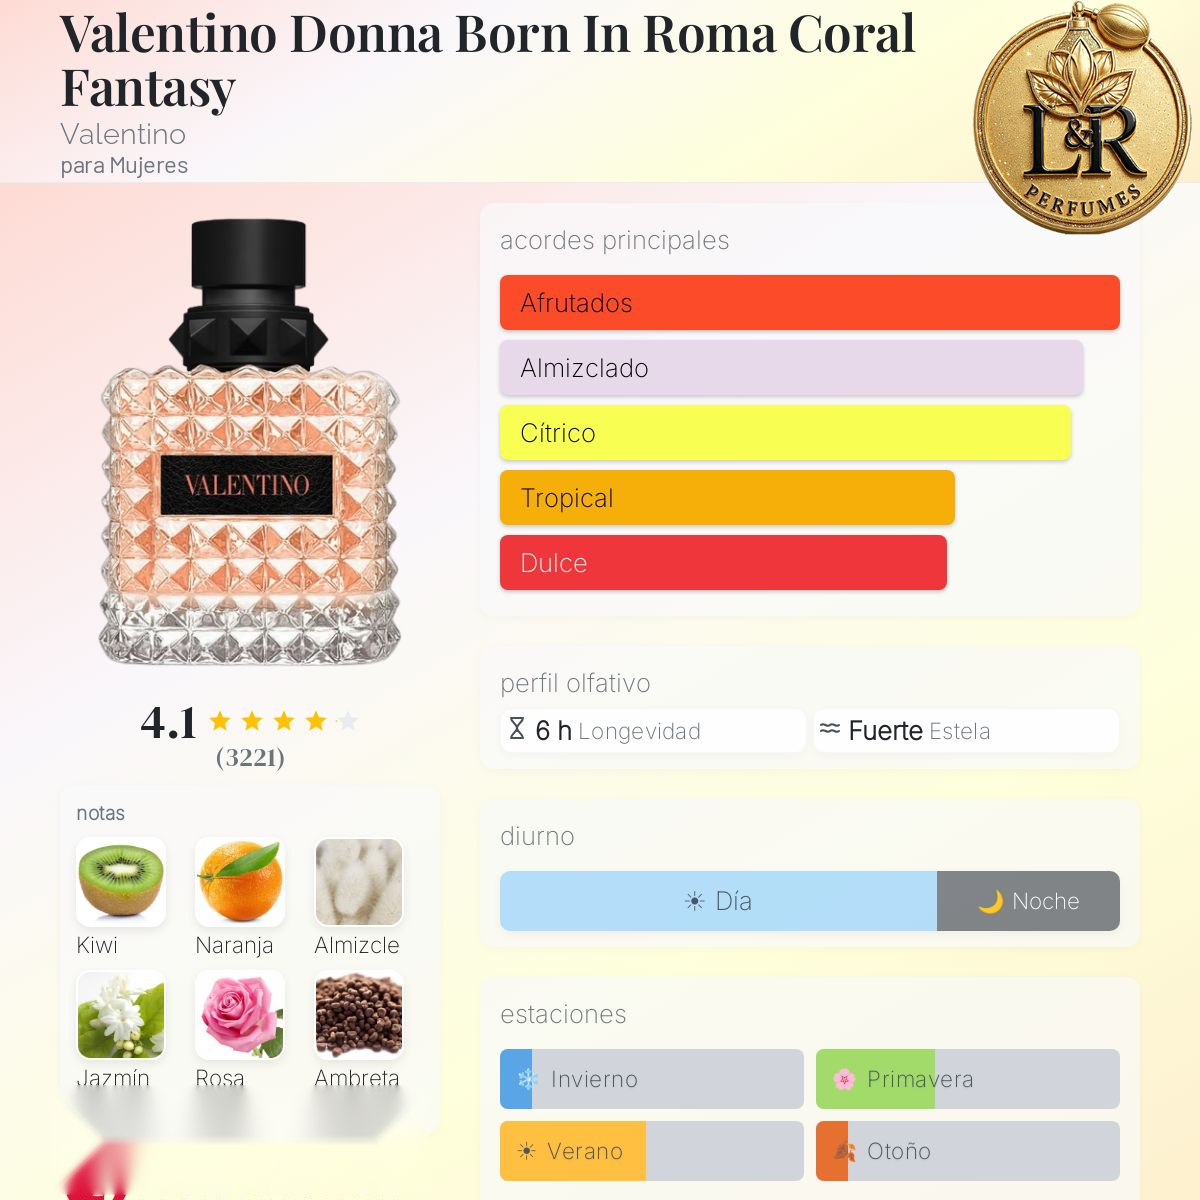 Valentino Donna Born In Roma Coral
Fantasy
Valentino
para Mujeres
L&R
PERFUMES
VALENTINO
4.1
(3221)
notas
Kiwi
Naranja
Almizcle
Jazmín
Rosa
Ambreta
acordes principales
Afrutados
Almizclado
Cítrico
Tropical
Dulce
perfil olfativo
6 h Longevidad
Fuerte Estela
diurno
Día
Noche
estaciones
Invierno
Primavera
Verano
Otoño